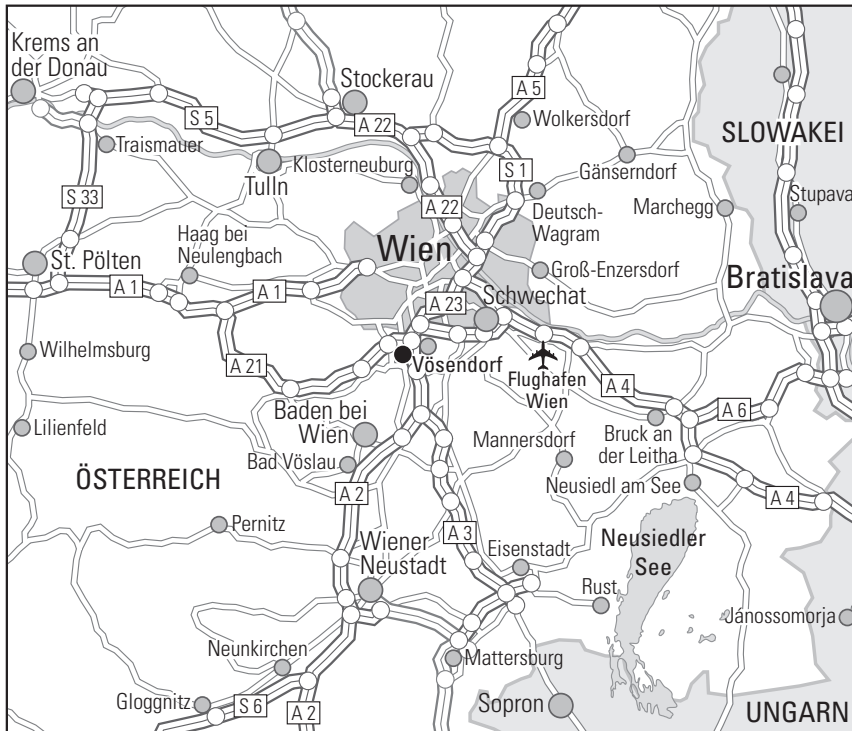 Krems an
der Donau
Stockerau
A 5
S 5
A 22
Wolkersdorf
SLOWAKEI
Traismauer
Klosterneuburg
Tulln
S 1
Gänserndorf
S 33
A 22
Deutsch-
Wagram
Marchegg
Stupava
Haag bei
Neulengbach
Wien
St. Pölten
Groß-Enzersdorf
Bratislava
A 1
A 1
A 23
Schwechat
Wilhelmsburg
A 21
Vösendorf
Flughafen
Wien
A 4
A 6
Baden bei
Wien
Lilienfeld
Mannersdorf
Bruck an
der Leitha
Bad Vöslau
ÖSTERREICH
A 2
Neusiedl am See
A 4
Pernitz
A 3
Wiener
Neustadt
Eisenstadt
Neusiedler
See
Rust
Jánossomorja
Neunkirchen
Mattersburg
Gloggnitz
S 6
A 2
Sopron
UNGARN